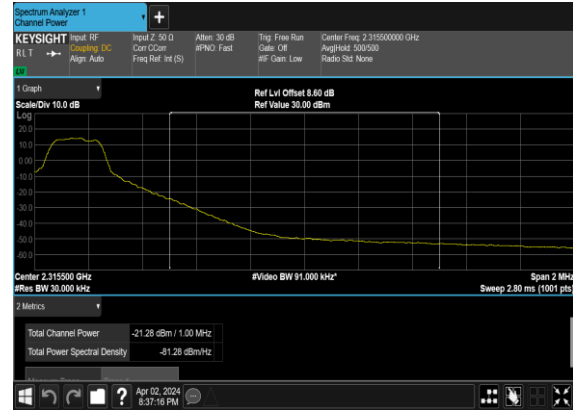 Spectrum Analyzer 1
Channel Power
+
KEYSIGHT
RLT
Input: RF
Coupling: DC
Align: Auto
Input Z: 50 Ω
Corr CCorr
Freq Ref: Int (S)
Atten: 30 dB
#PNO: Fast
Trig: Free Run
Gate: Off
#IF Gain: Low
Center Freq: 2.315500000 GHz
Avg|Hold: 500/500
Radio Std: None
1 Graph
Scale/Div 10.0 dB
Ref Lvl Offset 8.60 dB
Ref Value 30.00 dBm
Log
20.0
10.0
0.00
-10.0
-20.0
-30.0
-40.0
-50.0
-60.0
Center 2.315500 GHz
#Res BW 30.000 kHz
#Video BW 91.000 kHz*
Span 2 MHz
Sweep 2.80 ms (1001 pts)
2 Metrics
Total Channel Power -21.28 dBm / 1.00 MHz
Total Power Spectral Density -81.28 dBm/Hz
?
Apr 02, 2024
8:37:16 PM